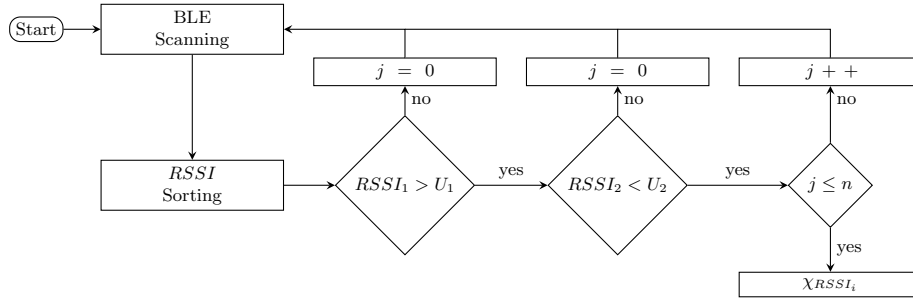 Start
BLE
Scanning
j = 0
j = 0
j + +
no
no
no
RSSI
Sorting
RSSI₁ > U₁
yes
RSSI₂ < U₂
yes
j ≤ n
yes
χRSSIᵢ